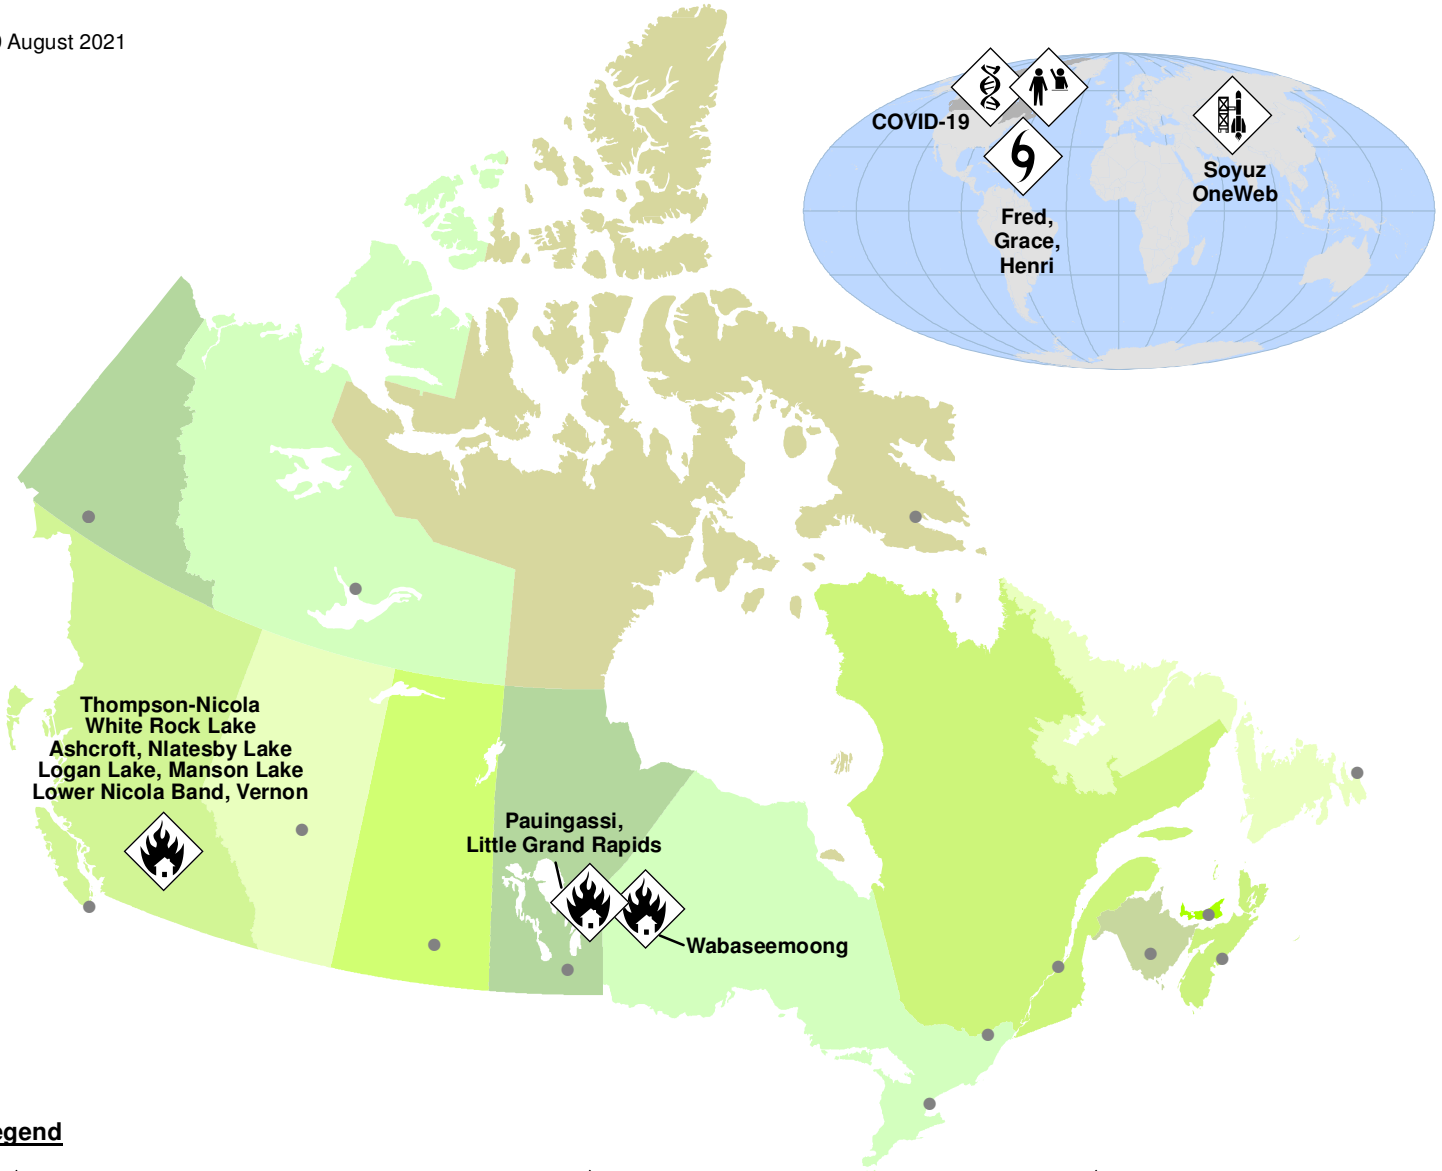 August 2021
COVID-19
Soyuz
OneWeb
Fred,
Grace,
Henri
Thompson-Nicola
White Rock Lake
Ashcroft, Nlatesby Lake
Logan Lake, Manson Lake
Lower Nicola Band, Vernon
Pauingassi,
Little Grand Rapids
Wabaseemoong
egend